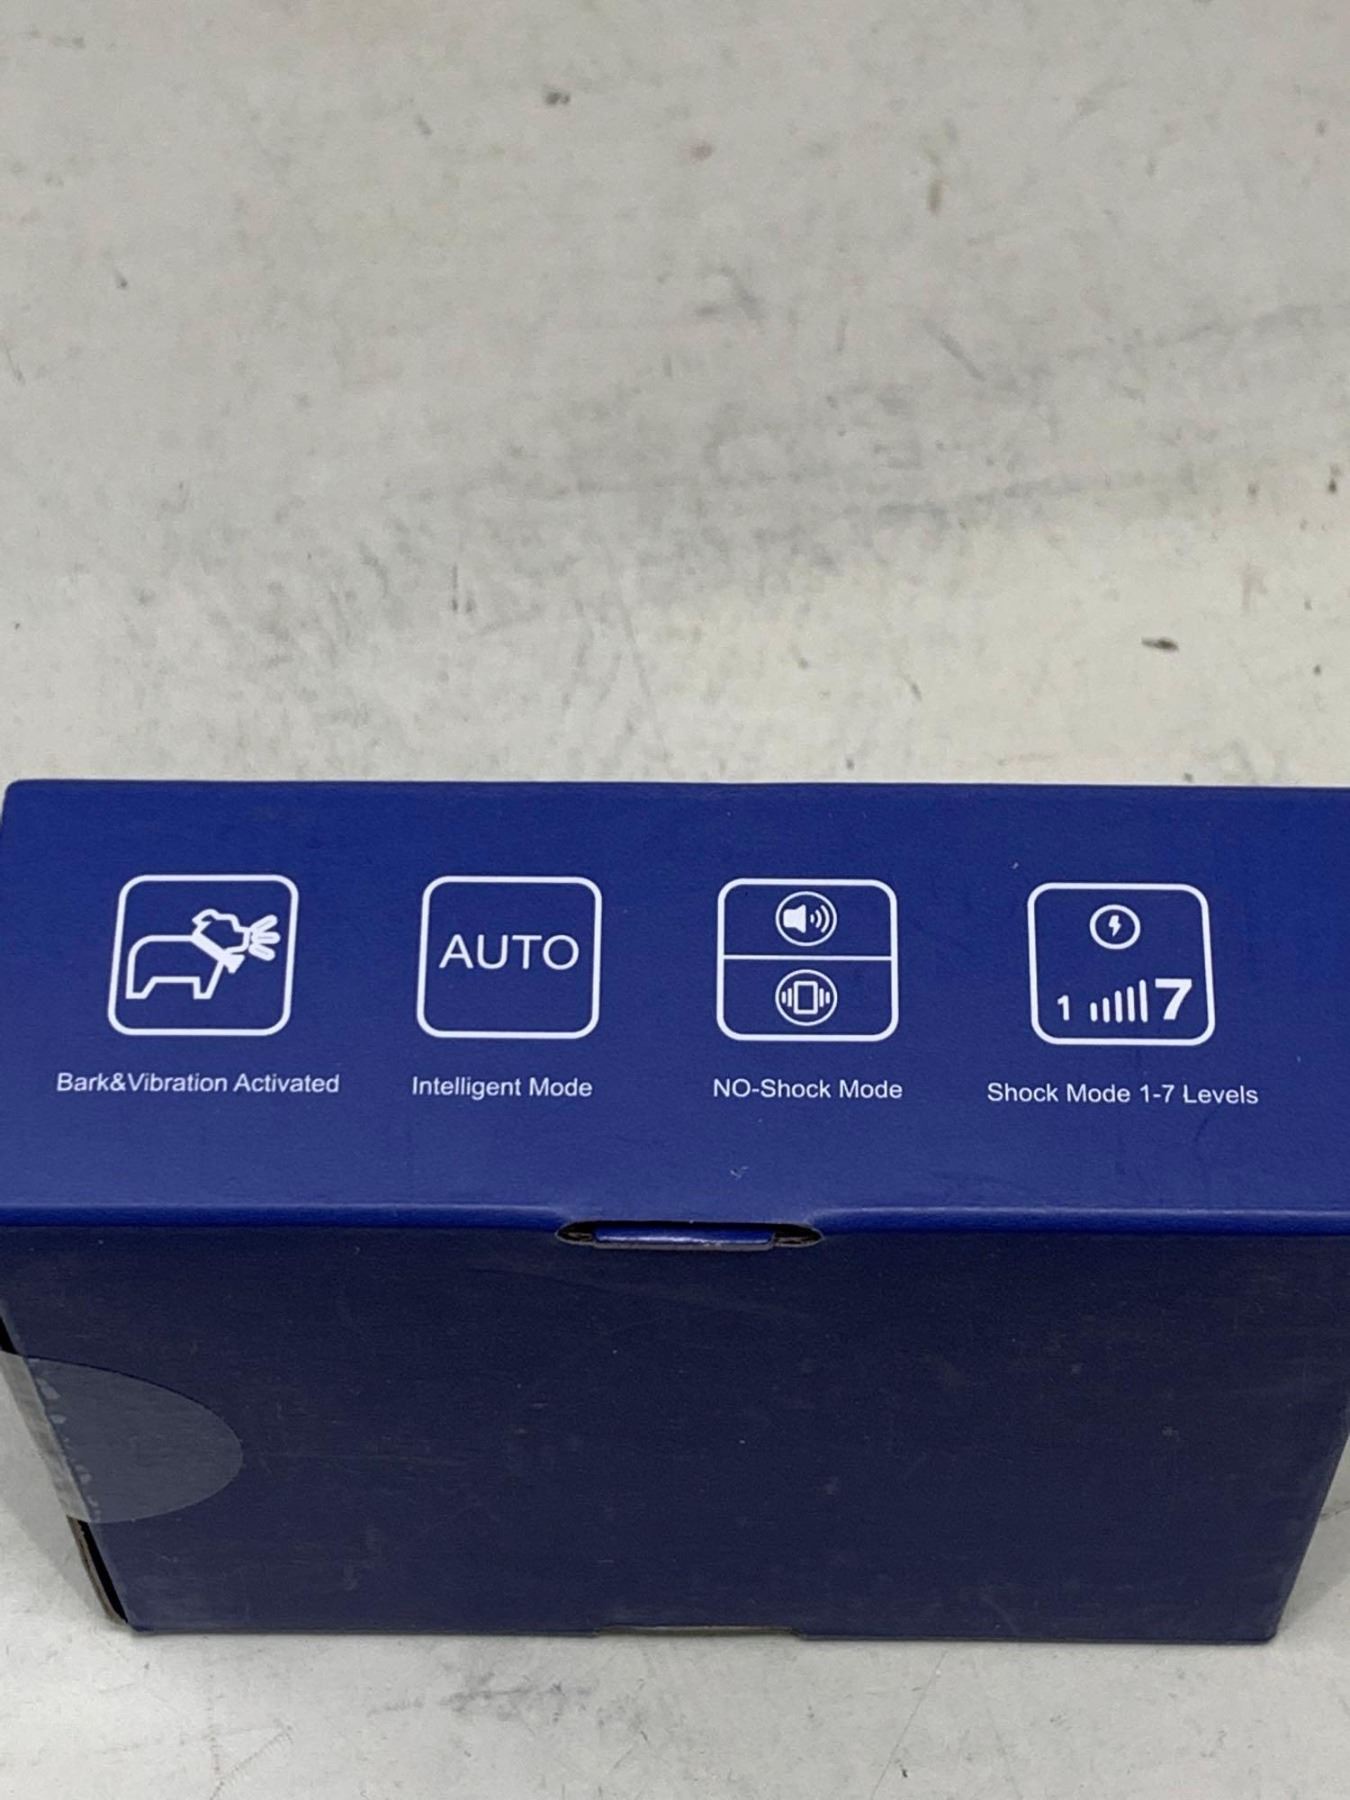 AUTO
1 7
Bark&Vibration Activated
Intelligent Mode
NO-Shock Mode
Shock Mode 1-7 Levels